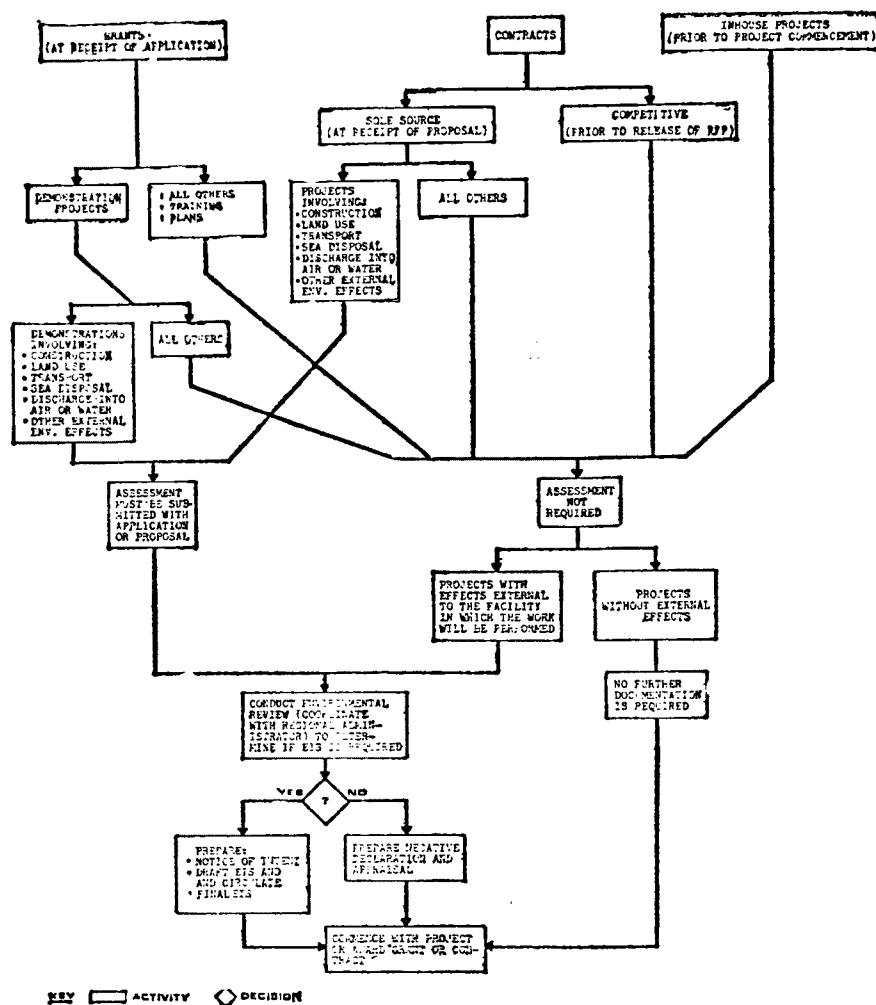 GRANTS
(AT RECEIPT OF APPLICATION)
CONTRACTS
INHOUSE PROJECTS
(PRIOR TO PROJECT COMMENCEMENT)
SOLE SOURCE
(AT RECEIPT OF PROPOSAL)
COMPETITIVE
(PRIOR TO RELEASE OF RFP)
DEMONSTRATION
PROJECTS
• ALL OTHERS
• TRAINING
• PLANS
PROJECTS
INVOLVING:
• CONSTRUCTION
• LAND USE
• TRANSPORT
• SEA DISPOSAL
• DISCHARGE INTO
AIR OR WATER
• OTHER EXTERNAL
ENV. EFFECTS
ALL OTHERS
DEMONSTRATIONS
INVOLVING:
• CONSTRUCTION
• LAND USE
• TRANSPORT
• SEA DISPOSAL
• DISCHARGE INTO
AIR OR WATER
• OTHER EXTERNAL
ENV. EFFECTS
ALL OTHERS
ASSESSMENT
MUST BE SUB-
MITTED WITH
APPLICATION
OR PROPOSAL
ASSESSMENT
NOT
REQUIRED
PROJECTS WITH
EFFECTS EXTERNAL
TO THE FACILITY
IN WHICH THE WORK
WILL BE PERFORMED
PROJECTS
WITHOUT EXTERNAL
EFFECTS
NO FURTHER
DOCUMENTATION
IS REQUIRED
CONDUCT ENVIRONMENTAL
REVIEW (COORDINATE
WITH REGIONAL ADMIN-
ISTRATOR) TO DETER-
MINE IF EIS IS REQUIRED
YES ? NO
PREPARE:
• NOTICE OF INTENT
• DRAFT EIS AND
AND CIRCULATE
• FINAL EIS
PREPARE NEGATIVE
DECLARATION AND
APPRAISAL
COMMENCE WITH PROJECT
OR AWARD GRANT OR CON-
TRACT
KEY ACTIVITY DECISION